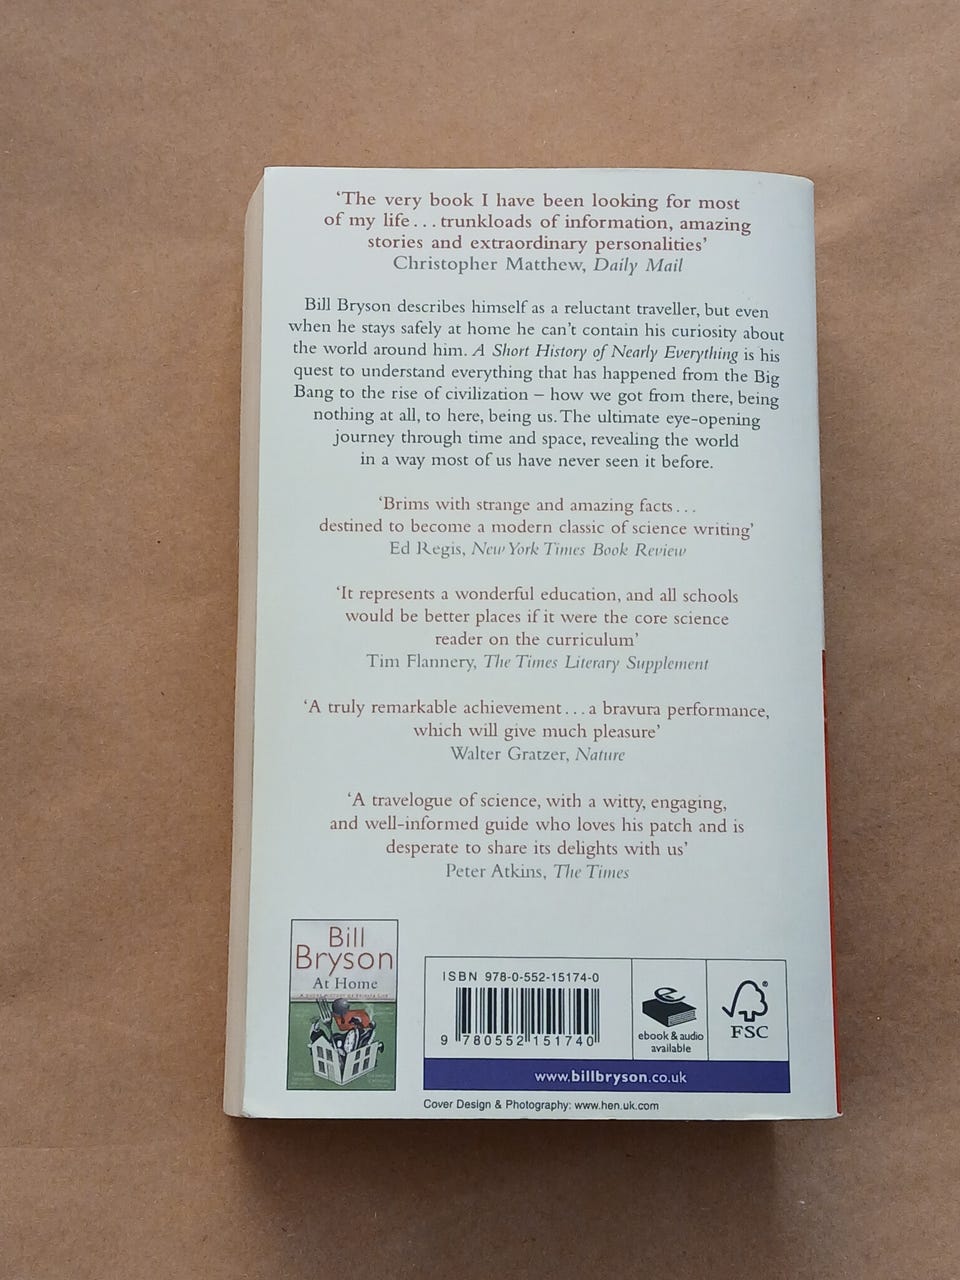 ‘The very book I have been looking for most
of my life... trunkloads of information, amazing
stories and extraordinary personalities’
Christopher Matthew, Daily Mail
Bill Bryson describes himself as a reluctant traveller, but even
when he stays safely at home he can’t contain his curiosity about
the world around him. A Short History of Nearly Everything is his
quest to understand everything that has happened from the Big
Bang to the rise of civilization – how we got from there, being
nothing at all, to here, being us. The ultimate eye-opening
journey through time and space, revealing the world
in a way most of us have never seen it before.
‘Brims with strange and amazing facts...
destined to become a modern classic of science writing’
Ed Regis, New York Times Book Review
‘It represents a wonderful education, and all schools
would be better places if it were the core science
reader on the curriculum’
Tim Flannery, The Times Literary Supplement
‘A truly remarkable achievement...a bravura performance,
which will give much pleasure’
Walter Gratzer, Nature
‘A travelogue of science, with a witty, engaging,
and well-informed guide who loves his patch and is
desperate to share its delights with us’
Peter Atkins, The Times
Bill
Bryson
At Home
ISBN 978-0-552-15174-0
9 780552 151740
ebook & audio
available
FSC
®
www.billbryson.co.uk
Cover Design & Photography: www.hen.uk.com